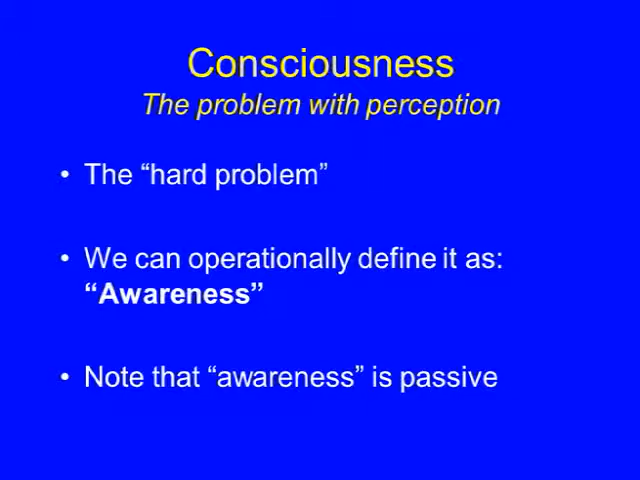 Consciousness
The problem with perception
• The “hard problem”
• We can operationally define it as:
“Awareness”
• Note that “awareness” is passive